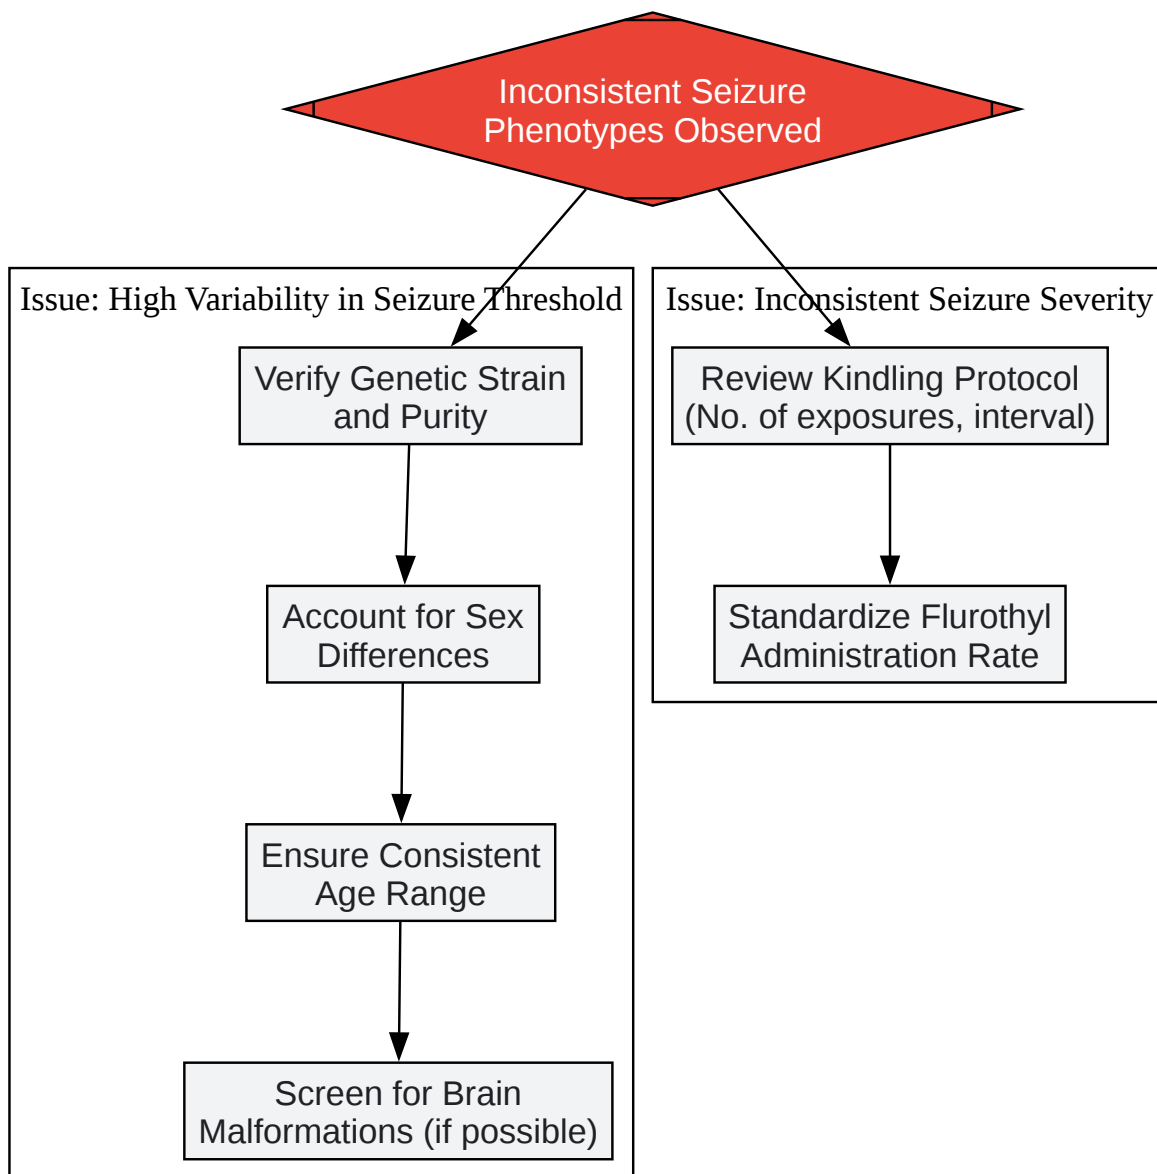 Inconsistent Seizure
Phenotypes Observed
Issue: High Variability in Seizure Threshold
Verify Genetic Strain
and Purity
Account for Sex
Differences
Ensure Consistent
Age Range
Screen for Brain
Malformations (if possible)
Issue: Inconsistent Seizure Severity
Review Kindling Protocol
(No. of exposures, interval)
Standardize Flurothyl
Administration Rate